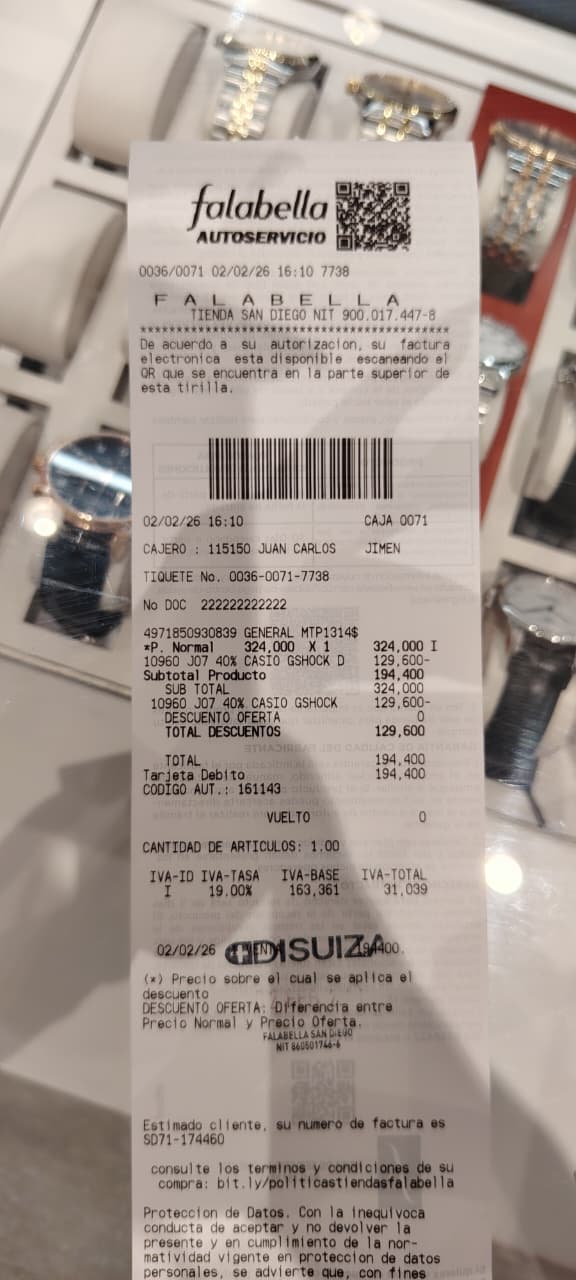 falabella
AUTOSERVICIO
0036/0071 02/02/26 16:10 7738
F A L A B E L L A
TIENDA SAN DIEGO NIT 900.017.447-8
****************************************
De acuerdo a su autorizacion, su factura
electronica esta disponible escaneando el
QR que se encuentra en la parte superior de
esta tirilla.
02/02/26 16:10 CAJA 0071
CAJERO : 115150 JUAN CARLOS JIMEN
TIQUETE No. 0036-0071-7738
No DOC 222222222222
4971850930839 GENERAL MTP1314$
*P. Normal 324,000 X 1 324,000 I
10960 J07 40% CASIO GSHOCK D 129,600-
Subtotal Producto 194,400
SUB TOTAL 324,000
10960 J07 40% CASIO GSHOCK 129,600-
DESCUENTO OFERTA 0
TOTAL DESCUENTOS 129,600
TOTAL 194,400
Tarjeta Debito 194,400
CODIGO AUT.: 161143
VUELTO 0
CANTIDAD DE ARTICULOS: 1.00
IVA-ID IVA-TASA IVA-BASE IVA-TOTAL
I 19.00% 163,361 31,039
02/02/26 DISUIZA 194400.
(*) Precio sobre el cual se aplica el
descuento
DESCUENTO OFERTA: Diferencia entre
Precio Normal y Precio Oferta.
FALABELLA SAN DIEGO
NIT 860501746-6
Estimado cliente, su numero de factura es
SD71-174460
consulte los terminos y condiciones de su
compra: bit.ly/politicastiendasfalabella
Proteccion de Datos. Con la inequivoca
conducta de aceptar y no devolver la
presente y en cumplimiento de la nor-
matividad vigente en proteccion de datos
personales, se advierte que, con fines